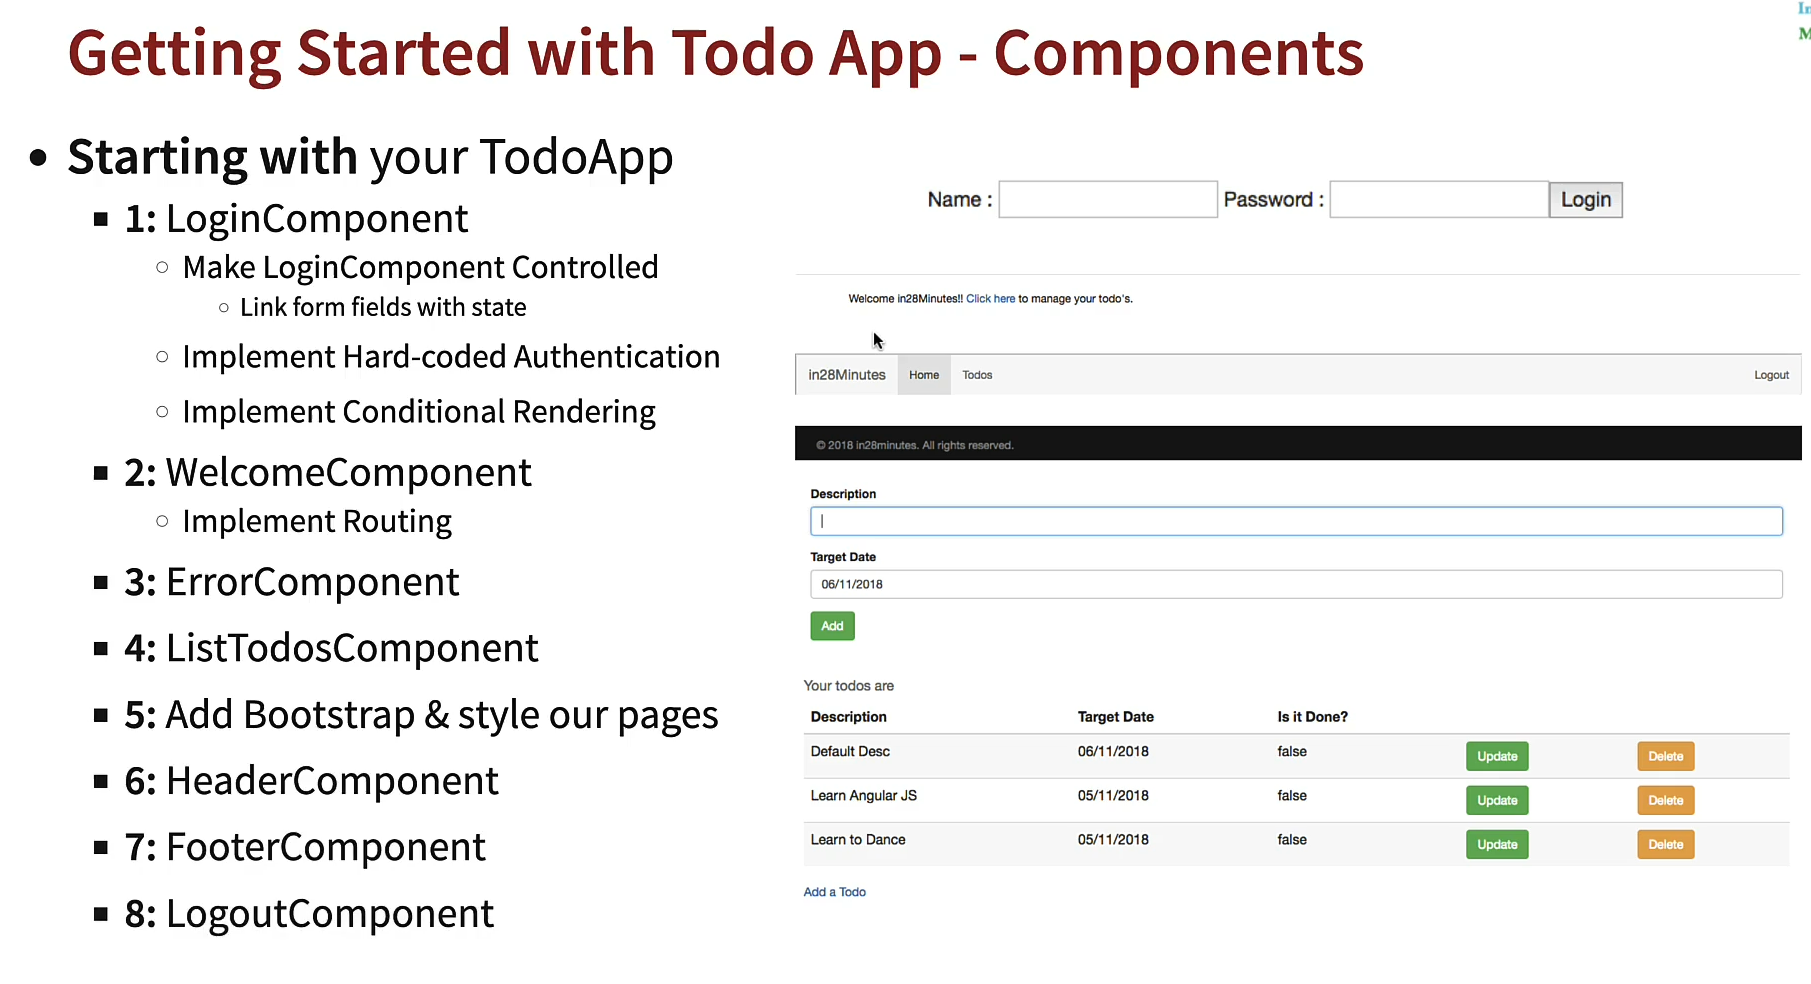 Getting Started with Todo App - Components
Starting with your TodoApp
1: LoginComponent
Make LoginComponent Controlled
Link form fields with state
Implement Hard-coded Authentication
Implement Conditional Rendering
2: WelcomeComponent
Implement Routing
3: ErrorComponent
4: ListTodosComponent
5: Add Bootstrap & style our pages
6: HeaderComponent
7: FooterComponent
8: LogoutComponent
Name : Password : Login
Welcome in28Minutes!! Click here to manage your todo's.
in28Minutes Home Todos Logout
© 2018 in28minutes. All rights reserved.
Description
Target Date
06/11/2018
Add
Your todos are
Description Target Date Is it Done?
Default Desc 06/11/2018 false Update Delete
Learn Angular JS 05/11/2018 false Update Delete
Learn to Dance 05/11/2018 false Update Delete
Add a Todo